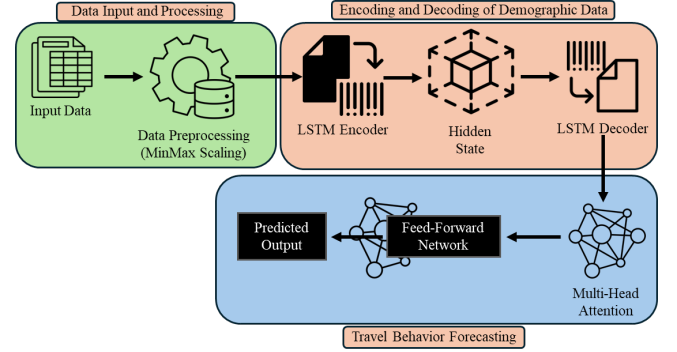 Data Input and Processing
Encoding and Decoding of Demographic Data
Input Data
Data Preprocessing
(MinMax Scaling)
LSTM Encoder
Hidden
State
LSTM Decoder
Predicted
Output
Feed-Forward
Network
Multi-Head
Attention
Travel Behavior Forecasting